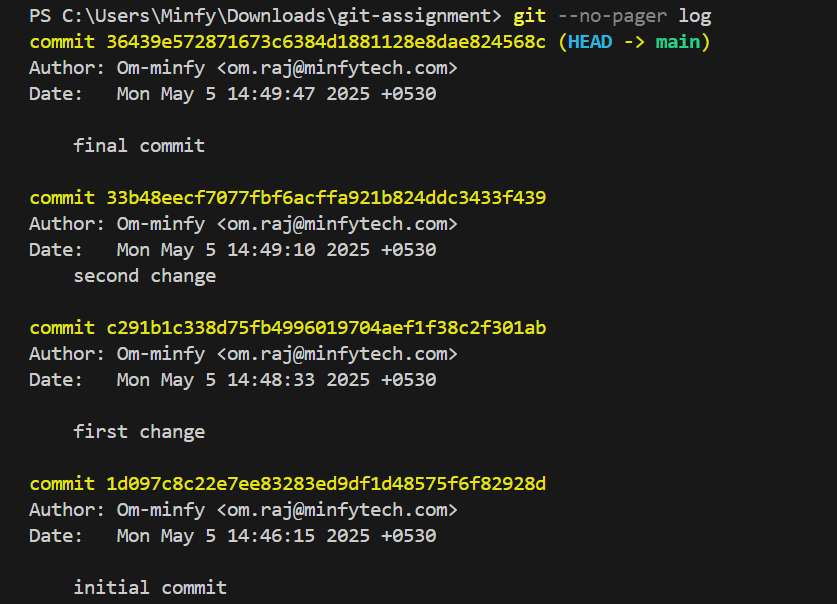 PS C:\Users\Minfy\Downloads\git-assignment> git --no-pager log
commit 36439e572871673c6384d1881128e8dae824568c (HEAD -> main)
Author: Om-minfy <om.raj@minfytech.com>
Date:   Mon May 5 14:49:47 2025 +0530

    final commit

commit 33b48eecf7077fbf6acffa921b824ddc3433f439
Author: Om-minfy <om.raj@minfytech.com>
Date:   Mon May 5 14:49:10 2025 +0530
    second change

commit c291b1c338d75fb4996019704aef1f38c2f301ab
Author: Om-minfy <om.raj@minfytech.com>
Date:   Mon May 5 14:48:33 2025 +0530

    first change

commit 1d097c8c22e7ee83283ed9df1d48575f6f82928d
Author: Om-minfy <om.raj@minfytech.com>
Date:   Mon May 5 14:46:15 2025 +0530

    initial commit